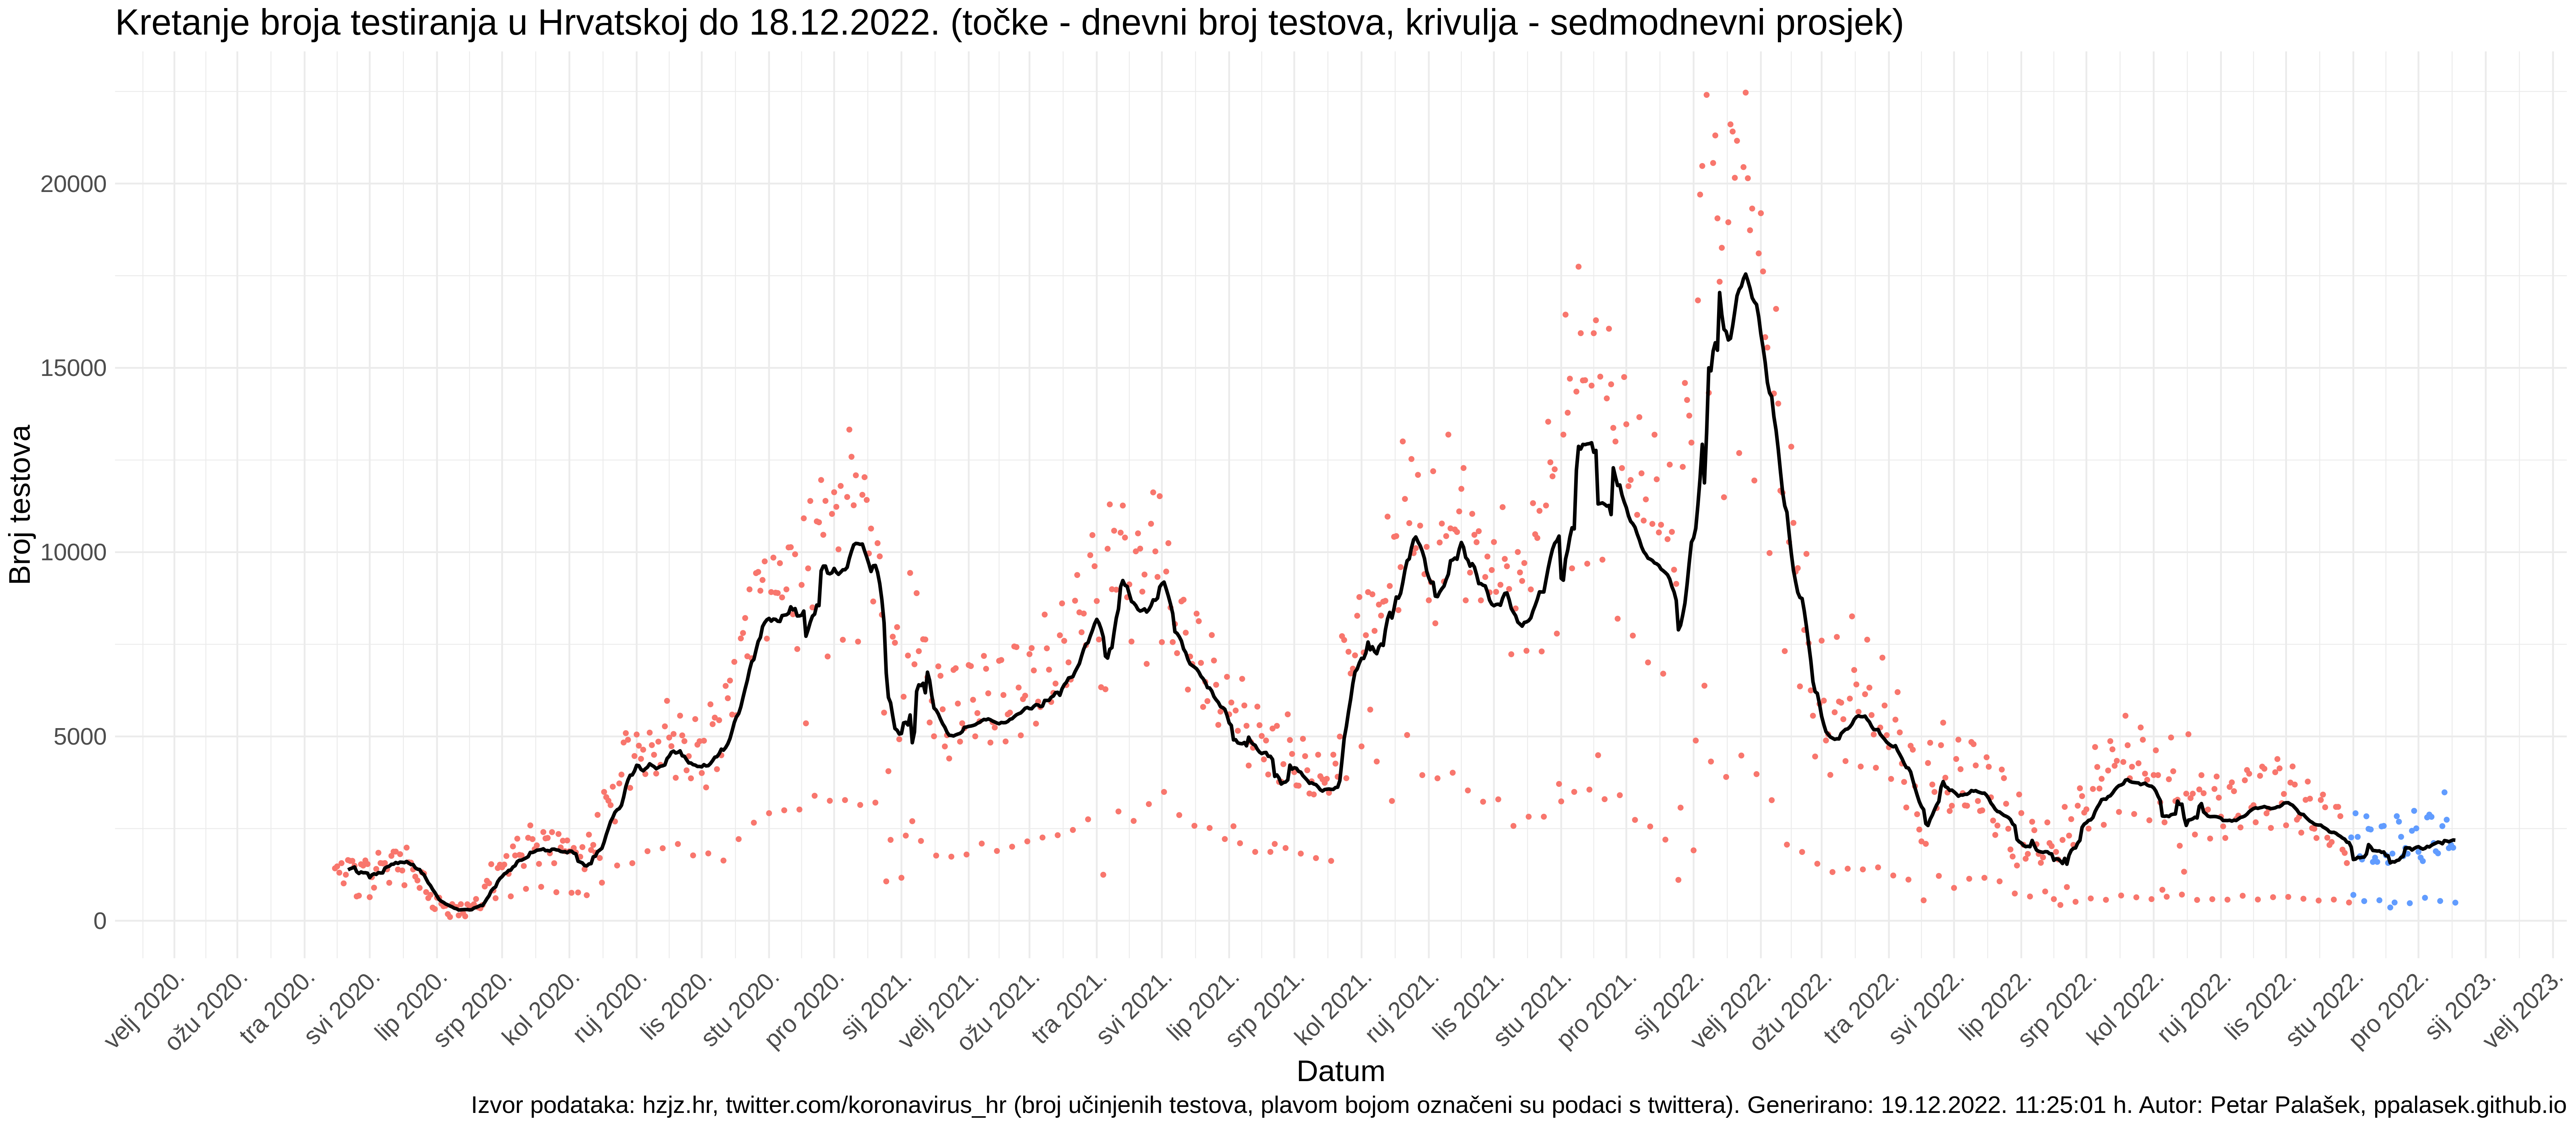 Kretanje broja testiranja u Hrvatskoj do 18.12.2022. (točke - dnevni broj testova, krivulja - sedmodnevni prosjek)
Broj testova
20000
15000
10000
5000
0
velj 2020.
ožu 2020.
tra 2020.
svi 2020.
lip 2020.
srp 2020.
kol 2020.
ruj 2020.
lis 2020.
stu 2020.
pro 2020.
sij 2021.
velj 2021.
ožu 2021.
tra 2021.
svi 2021.
lip 2021.
srp 2021.
kol 2021.
ruj 2021.
lis 2021.
stu 2021.
pro 2021.
sij 2022.
velj 2022.
ožu 2022.
tra 2022.
svi 2022.
lip 2022.
srp 2022.
kol 2022.
ruj 2022.
lis 2022.
stu 2022.
pro 2022.
sij 2023.
velj 2023.
Datum
Izvor podataka: hzjz.hr, twitter.com/koronavirus_hr (broj učinjenih testova, plavom bojom označeni su podaci s twittera). Generirano: 19.12.2022. 11:25:01 h. Autor: Petar Palašek, ppalasek.github.io